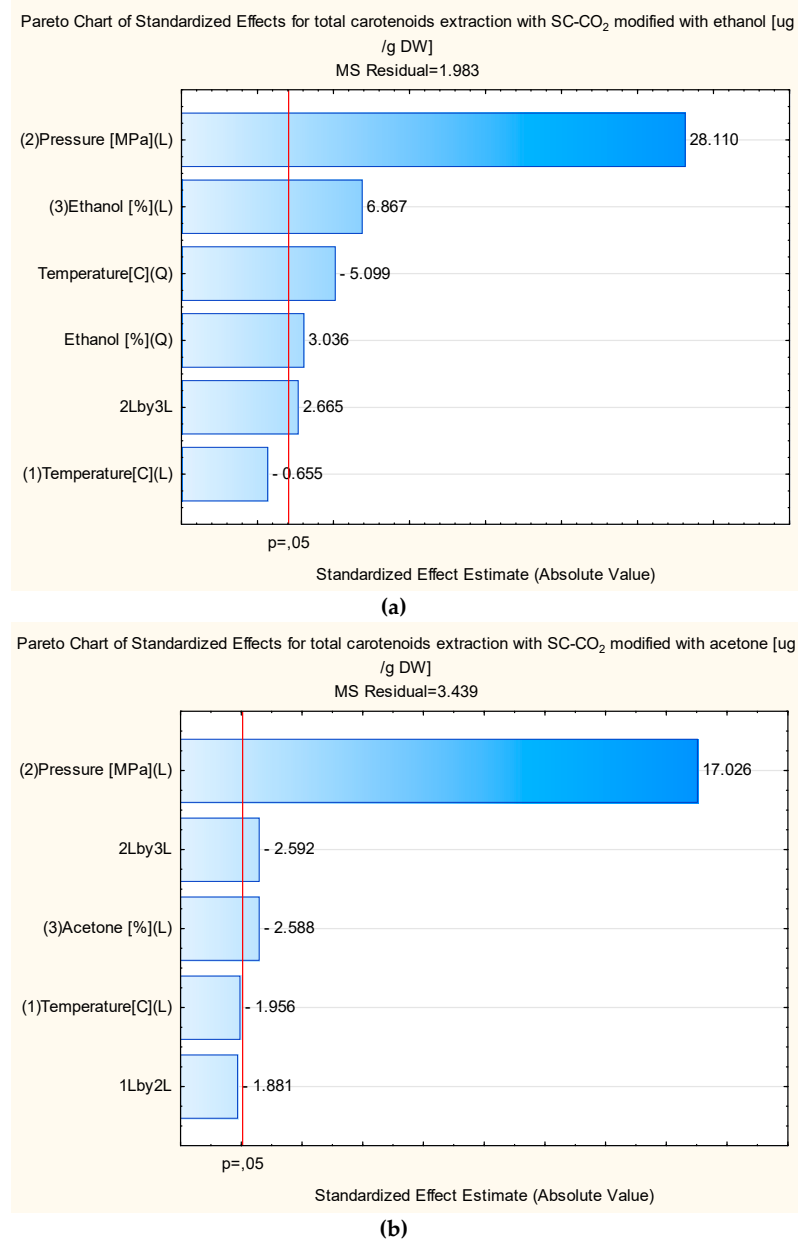 Pareto Chart of Standardized Effects for total carotenoids extraction with SC-CO₂ modified with ethanol [ug
/g DW]
MS Residual=1.983
(2)Pressure [MPa](L)
28.110
(3)Ethanol [%](L)
6.867
Temperature[C](Q)
- 5.099
Ethanol [%](Q)
3.036
2Lby3L
2.665
(1)Temperature[C](L)
- 0.655
p=,05
Standardized Effect Estimate (Absolute Value)
(a)
Pareto Chart of Standardized Effects for total carotenoids extraction with SC-CO₂ modified with acetone [ug
/g DW]
MS Residual=3.439
(2)Pressure [MPa](L)
17.026
2Lby3L
- 2.592
(3)Acetone [%](L)
- 2.588
(1)Temperature[C](L)
- 1.956
1Lby2L
- 1.881
p=,05
Standardized Effect Estimate (Absolute Value)
(b)